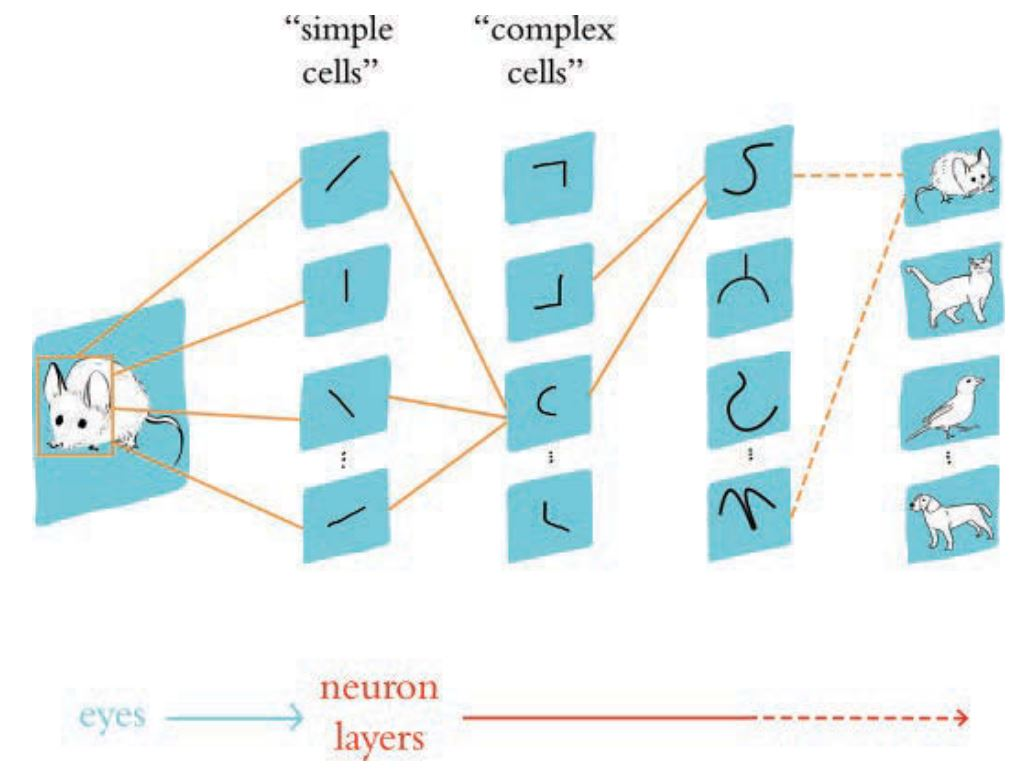 “simple
cells”
“complex
cells”
eyes
neuron
layers